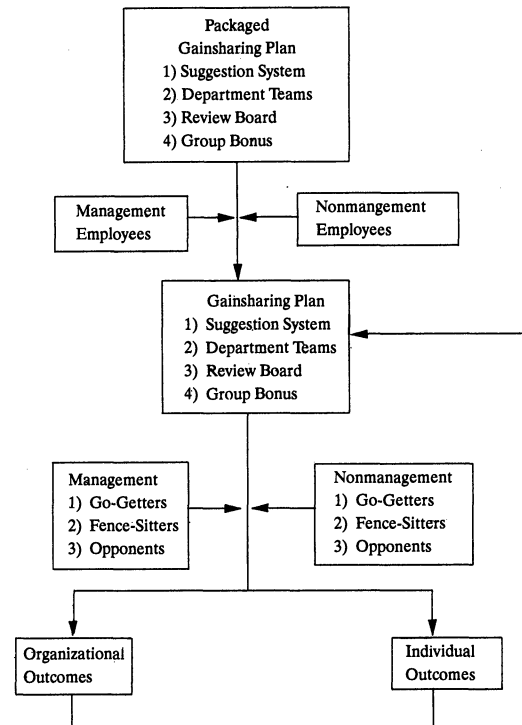 Packaged
Gainsharing Plan
1) Suggestion System
2) Department Teams
3) Review Board
4) Group Bonus
Management
Employees
Nonmangement
Employees
Gainsharing Plan
1) Suggestion System
2) Department Teams
3) Review Board
4) Group Bonus
Management
1) Go-Getters
2) Fence-Sitters
3) Opponents
Nonmanagement
1) Go-Getters
2) Fence-Sitters
3) Opponents
Organizational
Outcomes
Individual
Outcomes